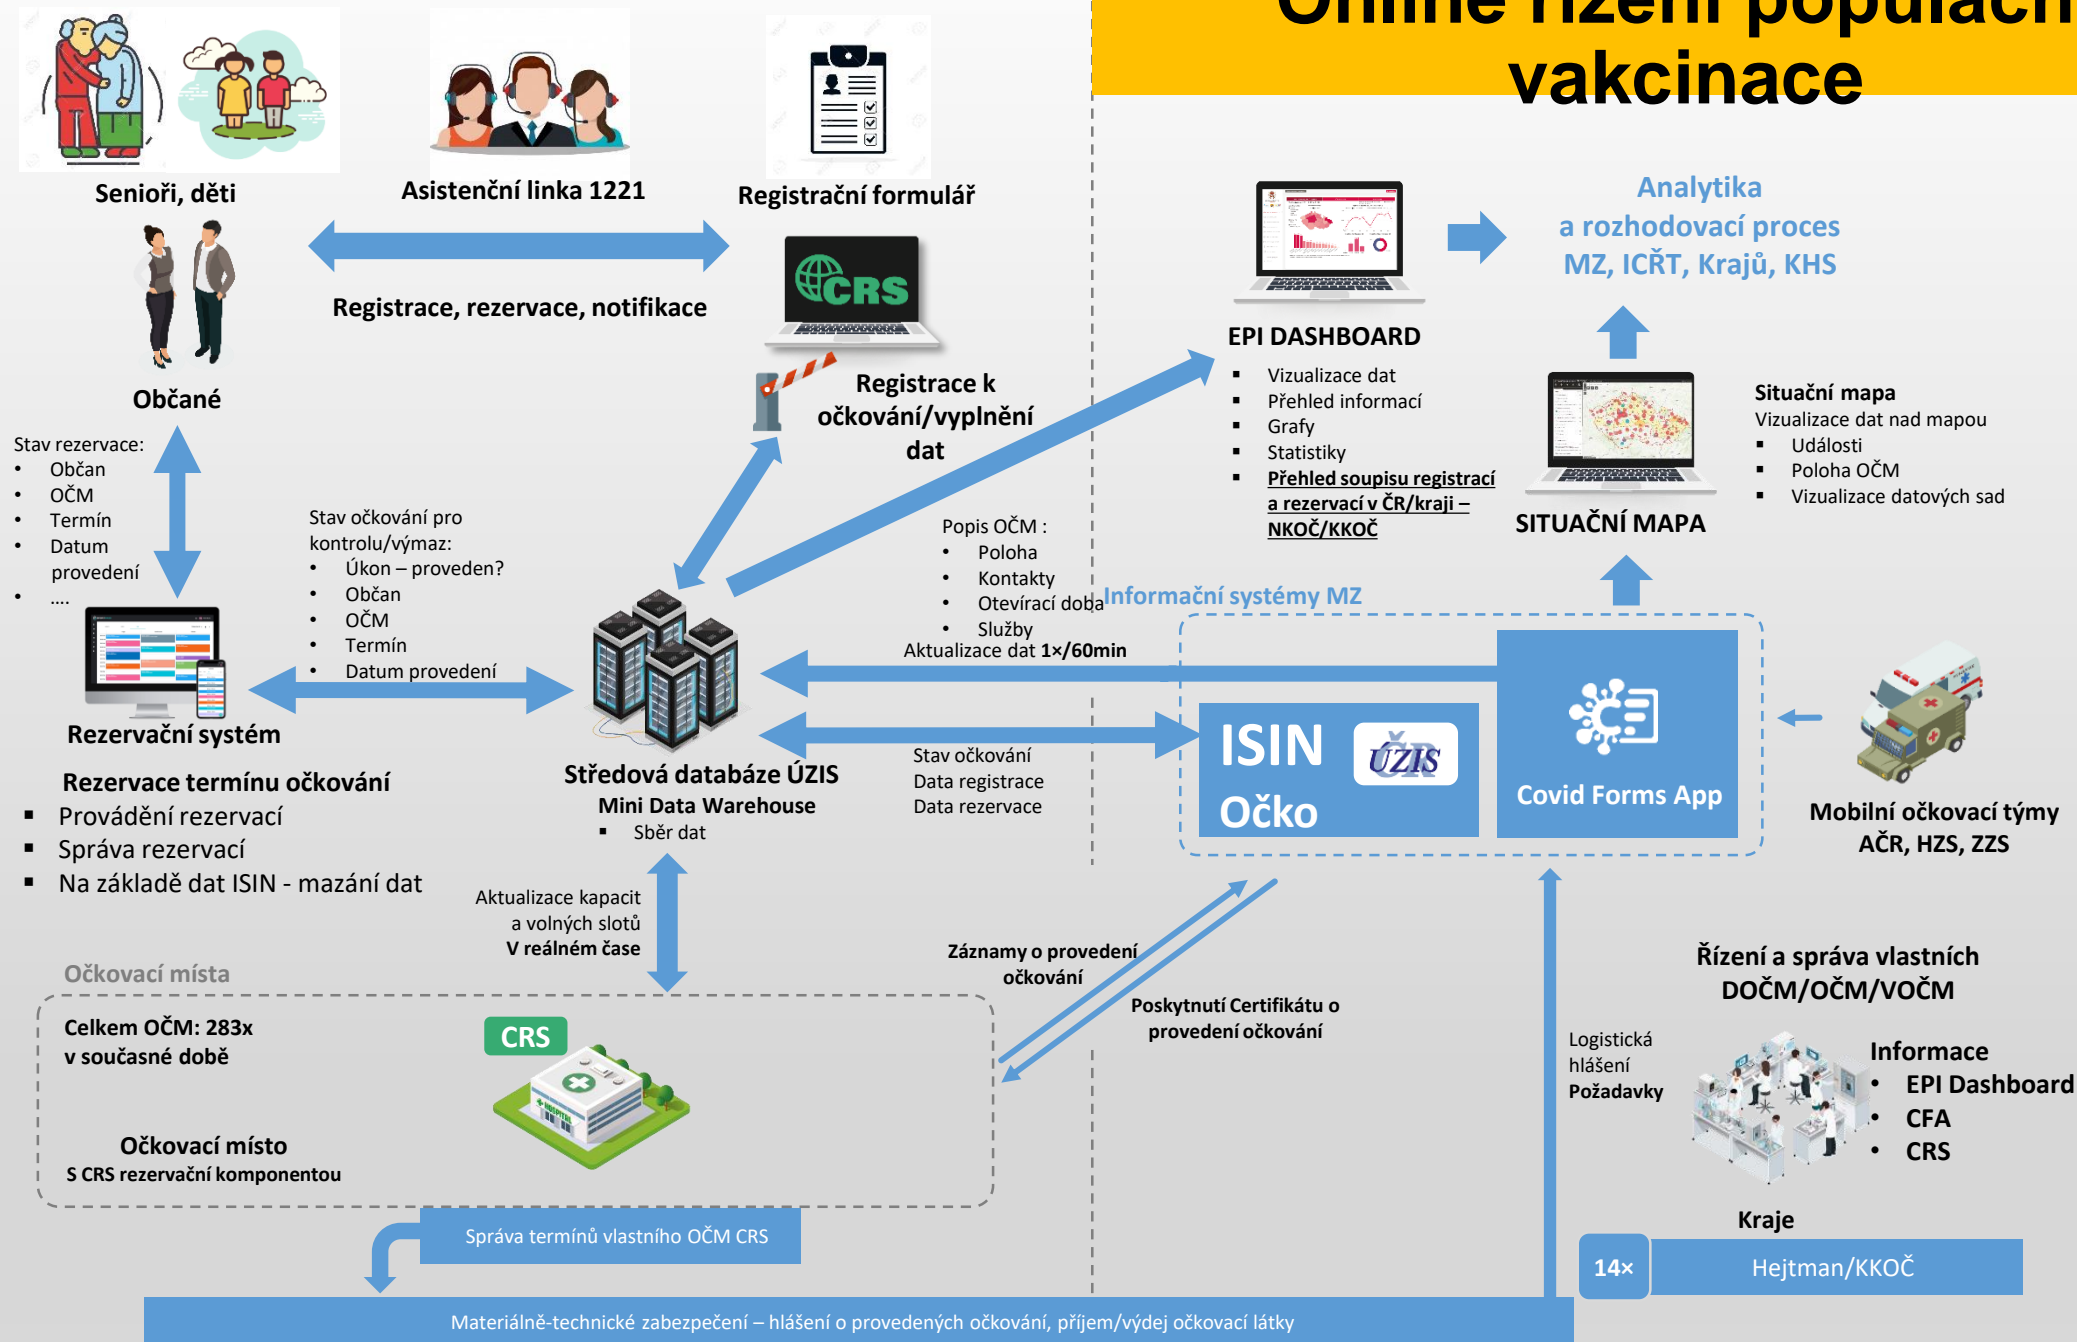 Online řízení populační
vakcinace
Senioři, děti
Asistenční linka 1221
Registrační formulář
Registrace, rezervace, notifikace
CRS
Občané
Registrace k
očkování/vyplnění
dat
Stav rezervace:
• Občan
• OČM
• Termín
• Datum
provedení
• ....
Stav očkování pro
kontrolu/výmaz:
• Úkon – proveden?
• Občan
• OČM
• Termín
• Datum provedení
Rezervační systém
Rezervace termínu očkování
▪ Provádění rezervací
▪ Správa rezervací
▪ Na základě dat ISIN - mazání dat
Středová databáze ÚZIS
Mini Data Warehouse
▪ Sběr dat
Aktualizace kapacit
a volných slotů
V reálném čase
Popis OČM :
• Poloha
• Kontakty
• Otevírací doba
• Služby
Aktualizace dat 1×/60min
Stav očkování
Data registrace
Data rezervace
EPI DASHBOARD
▪ Vizualizace dat
▪ Přehled informací
▪ Grafy
▪ Statistiky
▪ Přehled soupisu registrací
a rezervací v ČR/kraji –
NKOČ/KKOČ
Analytika
a rozhodovací proces
MZ, ICŘT, Krajů, KHS
SITUAČNÍ MAPA
Situační mapa
Vizualizace dat nad mapou
▪ Události
▪ Poloha OČM
▪ Vizualizace datových sad
Informační systémy MZ
ISIN
Očko
ÚZIS
ČR
Covid Forms App
Mobilní očkovací týmy
AČR, HZS, ZZS
Očkovací místa
Celkem OČM: 283x
v současné době
CRS
HOSPITAL
Očkovací místo
S CRS rezervační komponentou
Záznamy o provedení
očkování
Poskytnutí Certifikátu o
provedení očkování
Logistická
hlášení
Požadavky
Řízení a správa vlastních
DOČM/OČM/VOČM
Informace
• EPI Dashboard
• CFA
• CRS
Kraje
14×
Hejtman/KKOČ
Správa termínů vlastního OČM CRS
Materiálně-technické zabezpečení – hlášení o provedených očkování, příjem/výdej očkovací látky